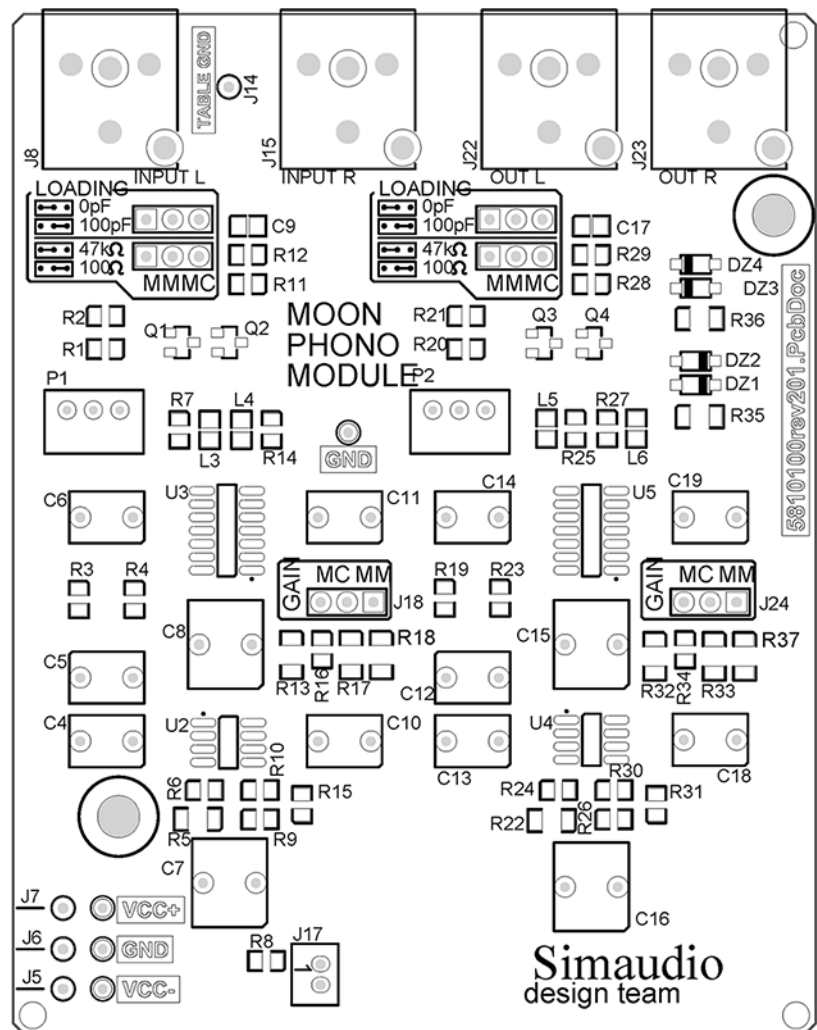 J8
TABLE GND
J14
J15
J22
J23
INPUT L
INPUT R
OUT L
OUT R
LOADING
0pF
100pF
47kΩ
100Ω
MMMC
C9
R12
R11
LOADING
0pF
100pF
47kΩ
100Ω
MMMC
C17
R29
R28
DZ4
DZ3
R36
DZ2
DZ1
R35
5810100rev201.PcbDoc
R2
R1
Q1
Q2
MOON
PHONO
MODULE
R21
R20
Q3
Q4
P1
R7
L4
L3
R14
GND
P2
L5
R27
R25
L6
C6
U3
C11
C14
U5
C19
R3
R4
GAIN
MC MM
J18
R19
R23
GAIN
MC MM
J24
C8
R18
R13
R16
R17
C15
R37
R32
R34
R33
C5
C12
C4
U2
C10
C13
U4
C18
R6
R10
R15
R5
R9
R24
R30
R31
R22
R26
C7
C16
J7
VCC+
J6
GND
J5
VCC-
R8
J17
1
Simaudio
design team